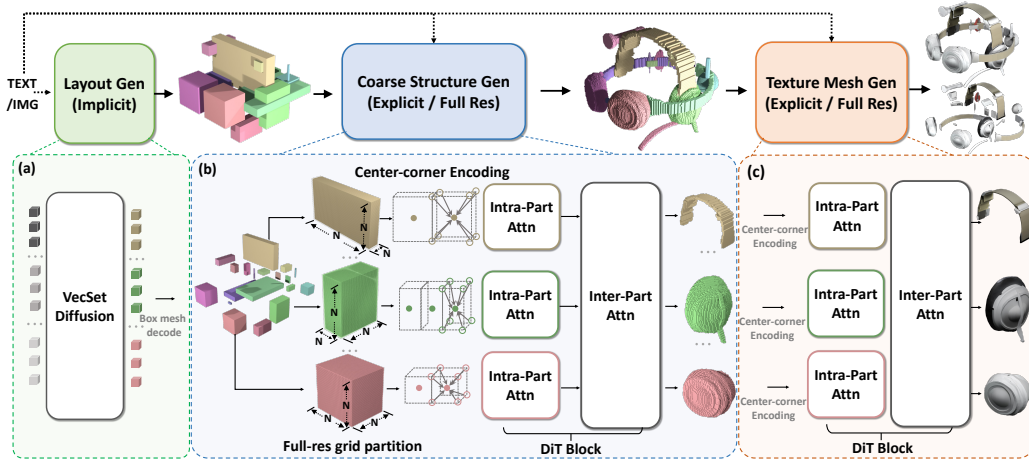 TEXT
/IMG
Layout Gen
(Implicit)
Coarse Structure Gen
(Explicit / Full Res)
Texture Mesh Gen
(Explicit / Full Res)
(a)
VecSet
Diffusion
Box mesh
decode
(b)
Center-corner Encoding
N
N
N
N
N
N
N
N
N
Intra-Part
Attn
Intra-Part
Attn
Intra-Part
Attn
Inter-Part
Attn
Full-res grid partition
DiT Block
(c)
Center-corner
Encoding
Center-corner
Encoding
Center-corner
Encoding
Intra-Part
Attn
Intra-Part
Attn
Intra-Part
Attn
Inter-Part
Attn
DiT Block